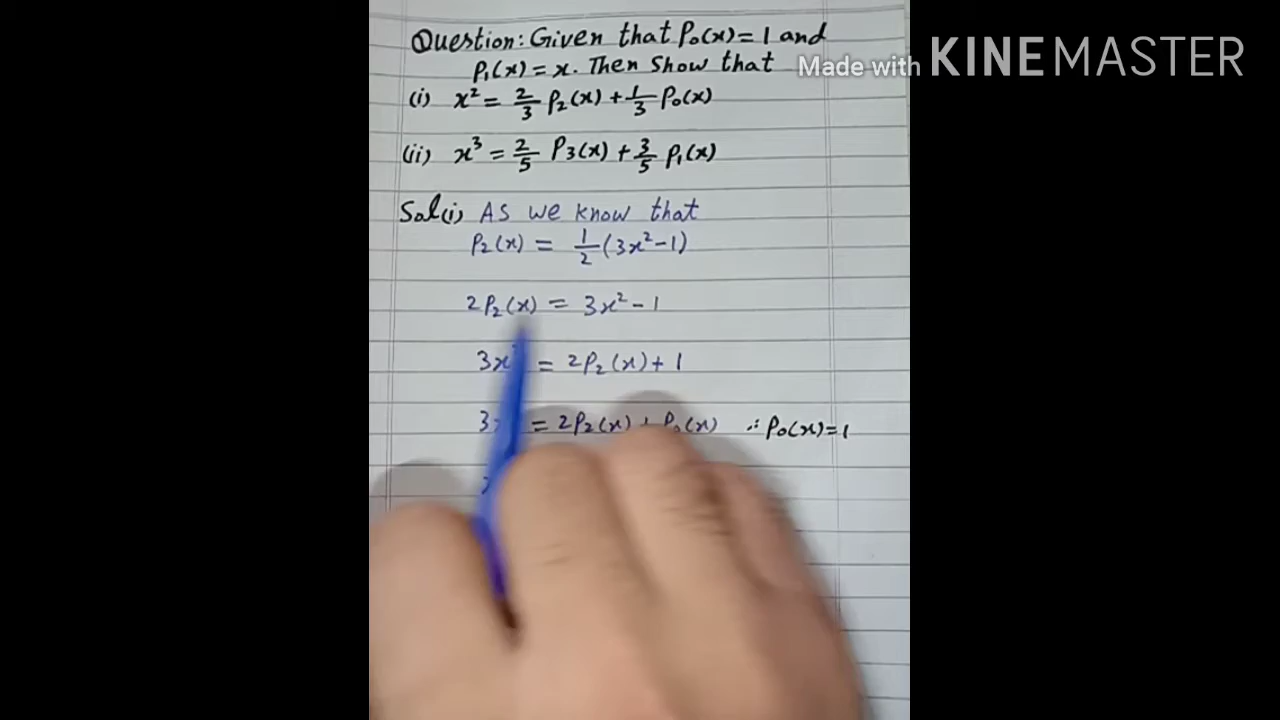 Question: Given that P₀(x) = 1 and
P₁(x) = x. Then Show that
Made with KINEMASTER
(i) x² = 2/3 P₂(x) + 1/3 P₀(x)
(ii) x³ = 2/5 P₃(x) + 3/5 P₁(x)
Sol(i) As we know that
P₂(x) = 1/2 (3x² - 1)
2P₂(x) = 3x² - 1
3x = 2P₂(x) + 1
= 2P₂(x) + P₀(x) ∴ P₀(x) = 1